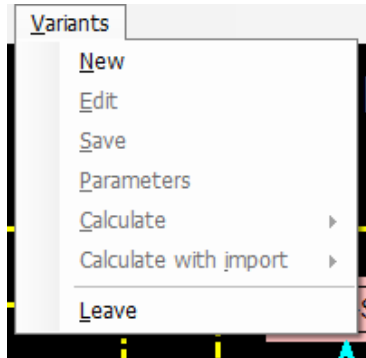 Variants
New
Edit
Save
Parameters
Calculate
Calculate with import
Leave